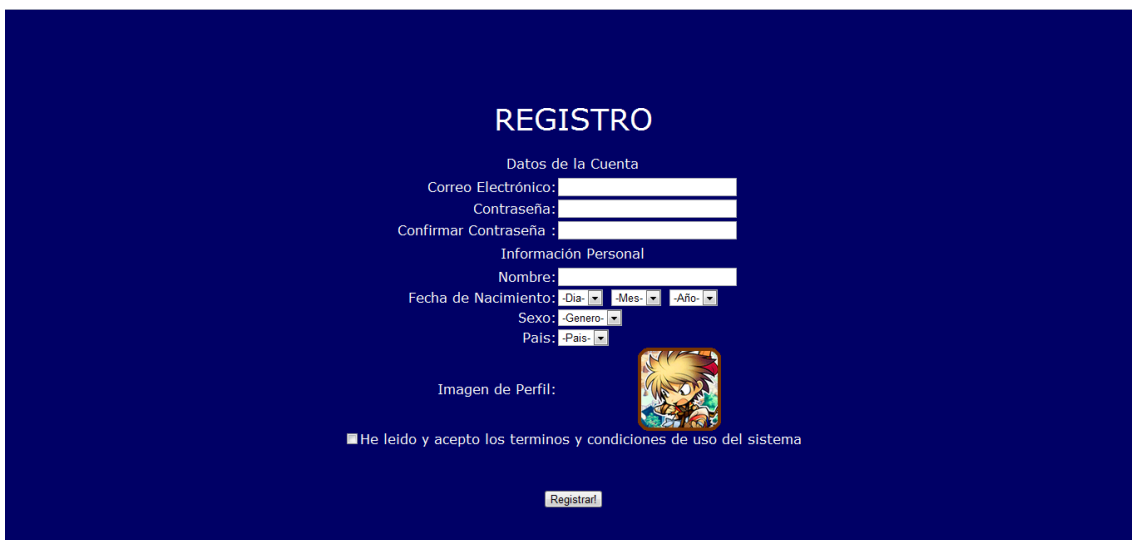 REGISTRO
Datos de la Cuenta
Correo Electrónico:
Contraseña:
Confirmar Contraseña :
Información Personal
Nombre:
Fecha de Nacimiento: -Dia- -Mes- -Año-
Sexo: -Genero-
Pais: -Pais-
Imagen de Perfil:
He leido y acepto los terminos y condiciones de uso del sistema
Registrar!